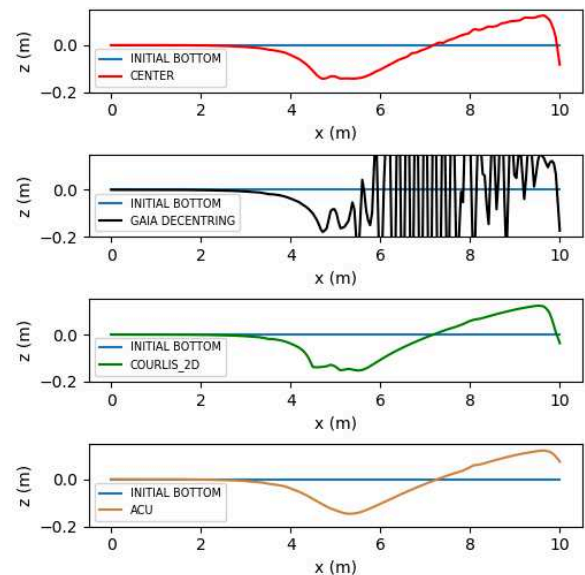 z (m)
0.0
−0.2
INITIAL BOTTOM
CENTER
0 2 4 6 8 10
x (m)
z (m)
0.0
−0.2
INITIAL BOTTOM
GAIA DECENTRING
0 2 4 6 8 10
x (m)
z (m)
0.0
−0.2
INITIAL BOTTOM
COURLIS_2D
0 2 4 6 8 10
x (m)
z (m)
0.0
−0.2
INITIAL BOTTOM
ACU
0 2 4 6 8 10
x (m)